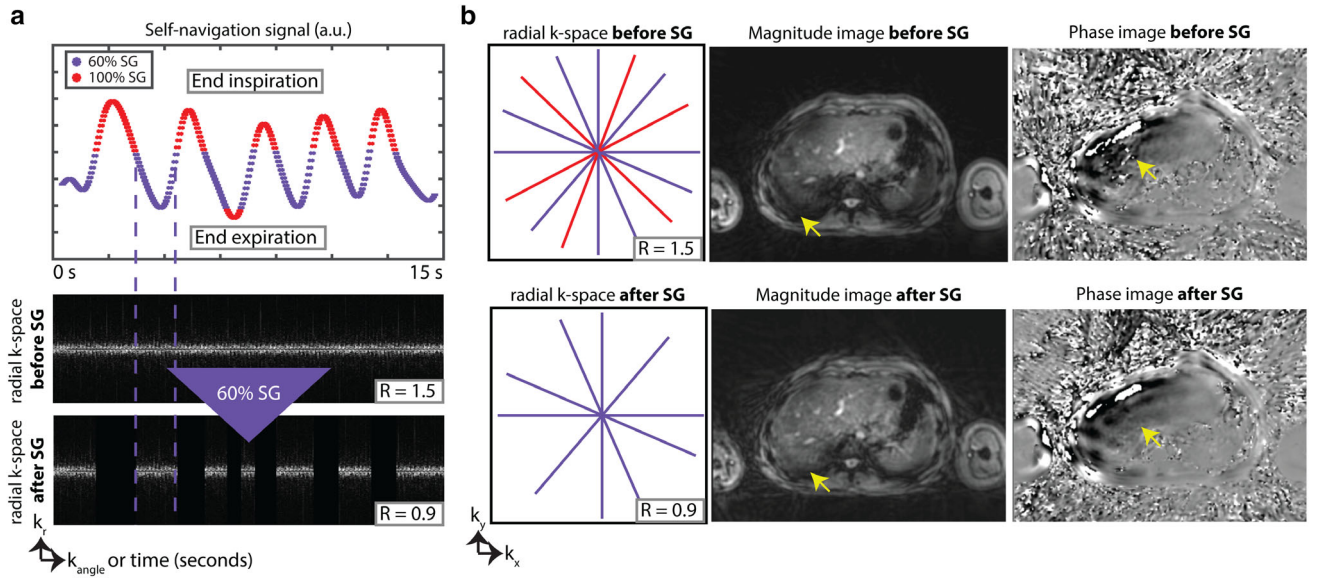 a
Self-navigation signal (a.u.)
60% SG
100% SG
End inspiration
End expiration
0 s
15 s
radial k-space
before SG
R = 1.5
60% SG
radial k-space
after SG
R = 0.9
kr
kangle or time (seconds)
b
radial k-space before SG
Magnitude image before SG
Phase image before SG
R = 1.5
radial k-space after SG
Magnitude image after SG
Phase image after SG
R = 0.9
ky
kx